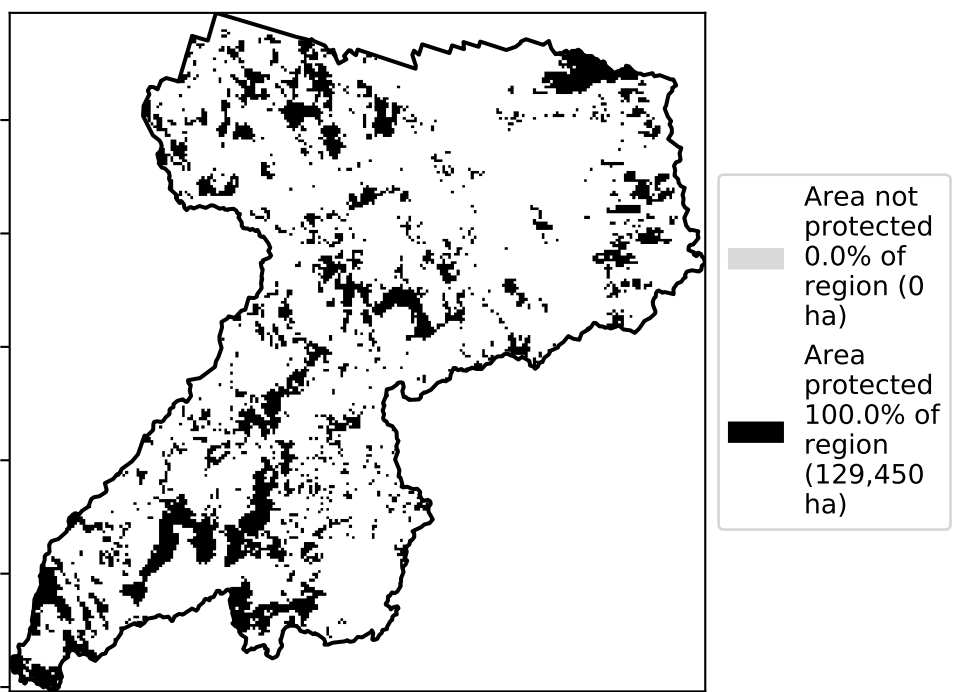 Area not
protected
0.0% of
region (0
ha)
Area
protected
100.0% of
region
(129,450
ha)